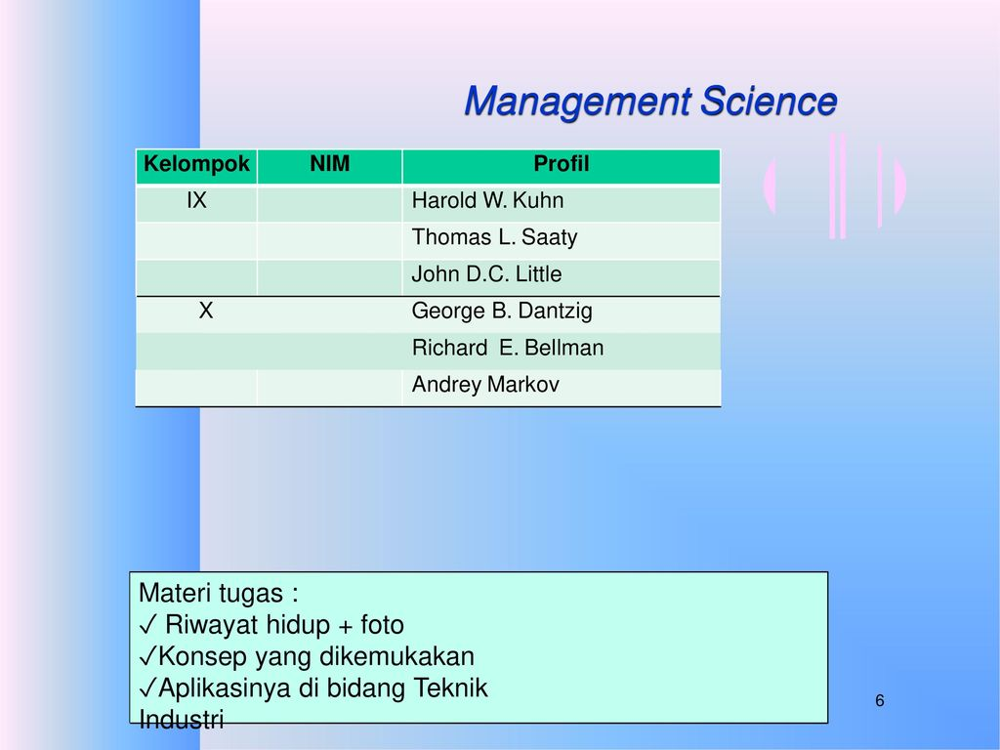 Management Science
Kelompok NIM Profil
IX Harold W. Kuhn
Thomas L. Saaty
John D.C. Little
X George B. Dantzig
Richard E. Bellman
Andrey Markov
Materi tugas :
✓ Riwayat hidup + foto
✓Konsep yang dikemukakan
✓Aplikasinya di bidang Teknik
Industri
6